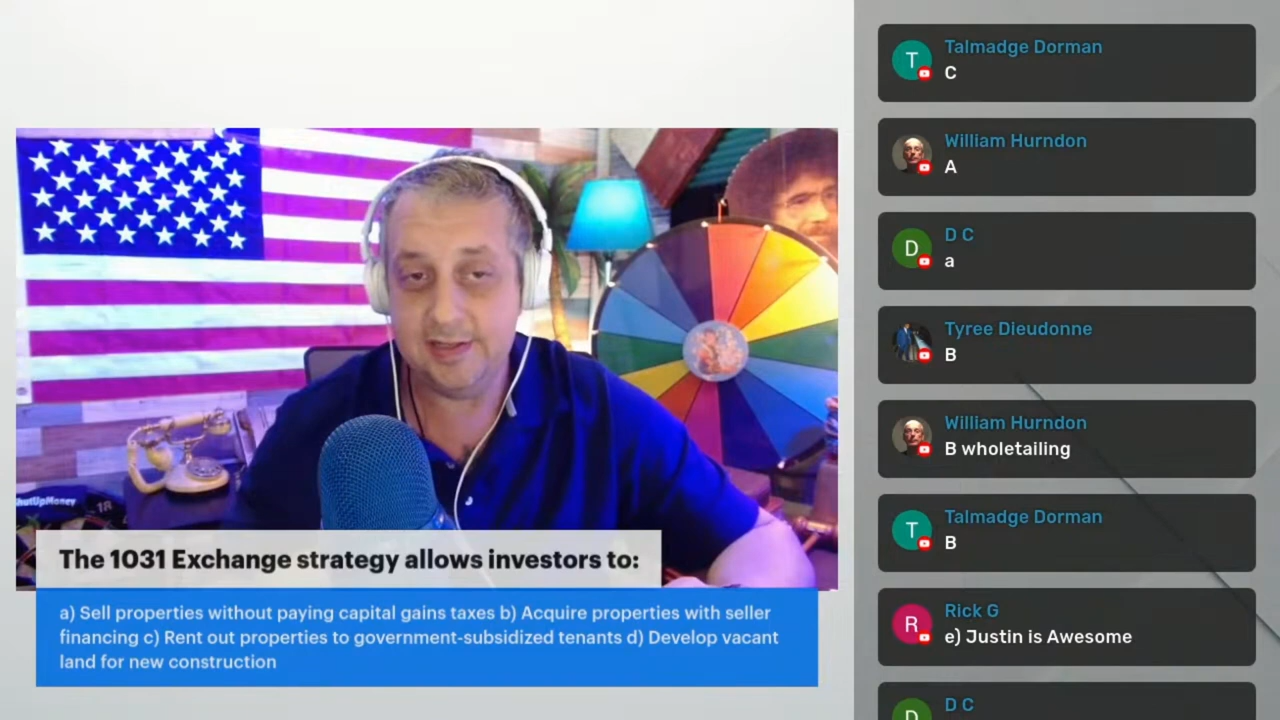 ShutUpMoney
The 1031 Exchange strategy allows investors to:
a) Sell properties without paying capital gains taxes b) Acquire properties with seller
financing c) Rent out properties to government-subsidized tenants d) Develop vacant
land for new construction
T
Talmadge Dorman
C
William Hurndon
A
D
D C
a
Tyree Dieudonne
B
William Hurndon
B wholetailing
T
Talmadge Dorman
B
R
Rick G
e) Justin is Awesome
D
D C